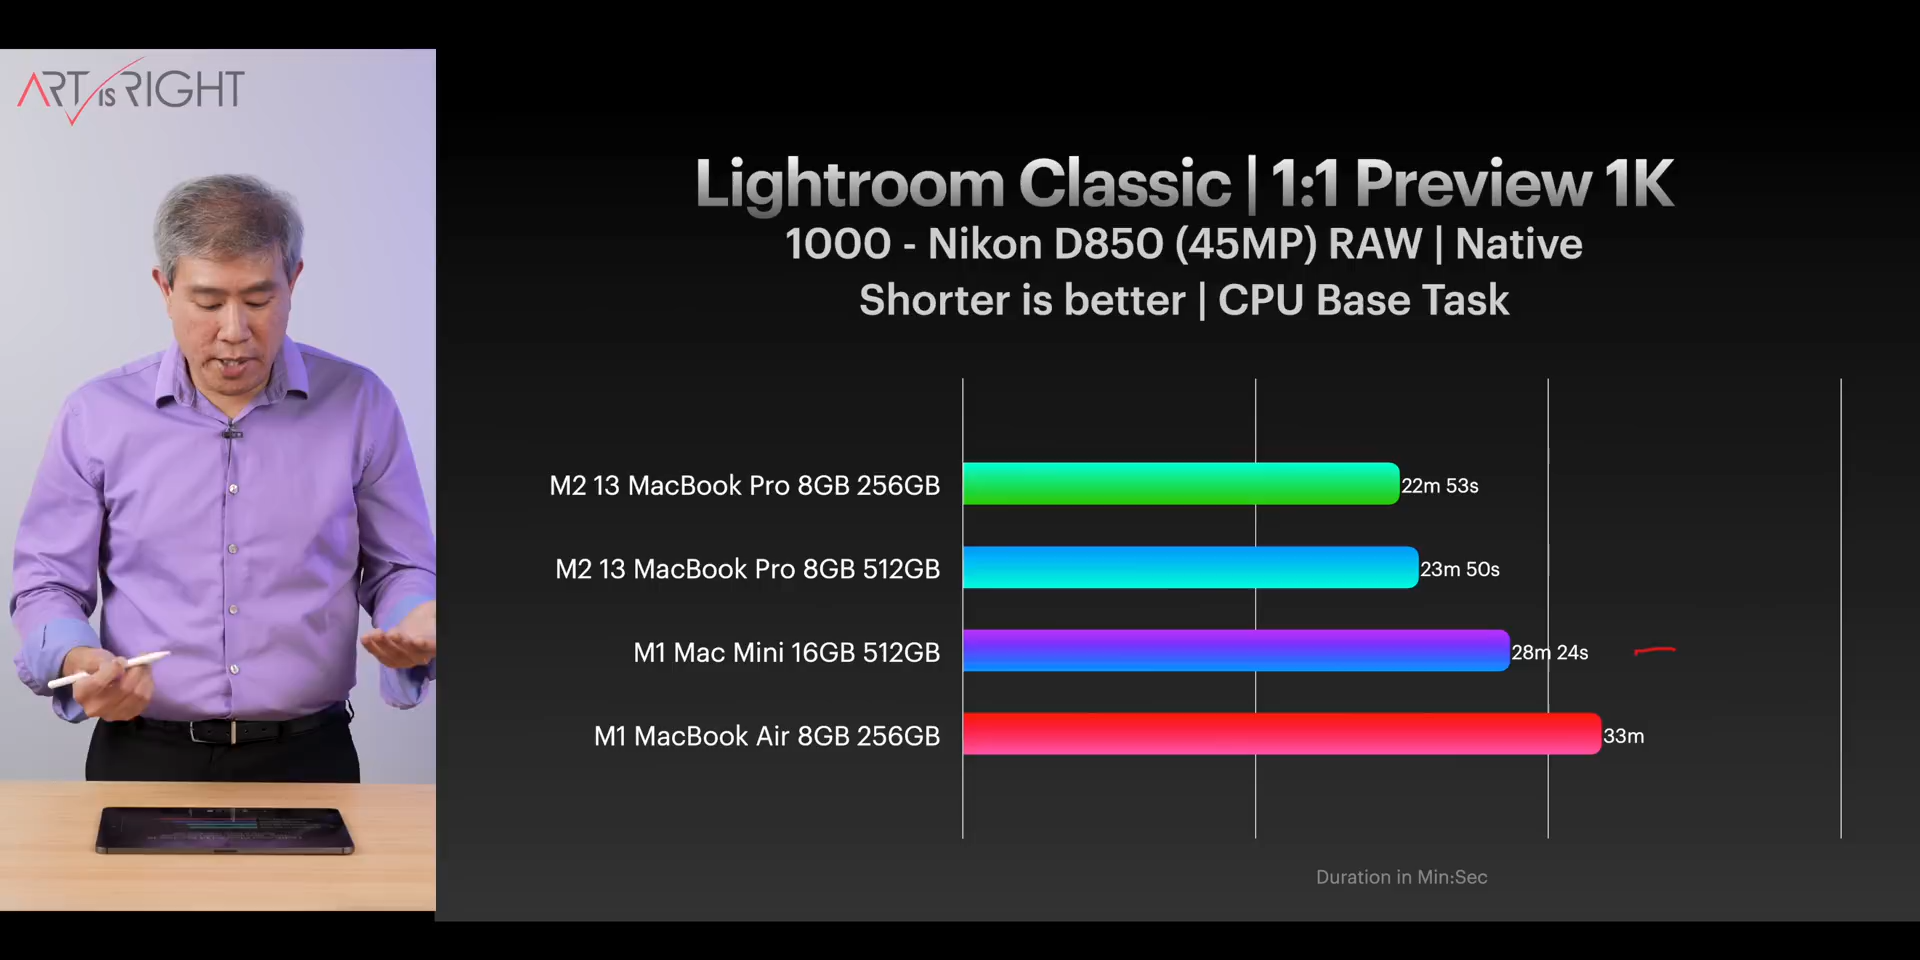 ART IS RIGHT
Lightroom Classic | 1:1 Preview 1K
1000 - Nikon D850 (45MP) RAW | Native
Shorter is better | CPU Base Task
M2 13 MacBook Pro 8GB 256GB 22m 53s
M2 13 MacBook Pro 8GB 512GB 23m 50s
M1 Mac Mini 16GB 512GB 28m 24s
M1 MacBook Air 8GB 256GB 33m
Duration in Min:Sec